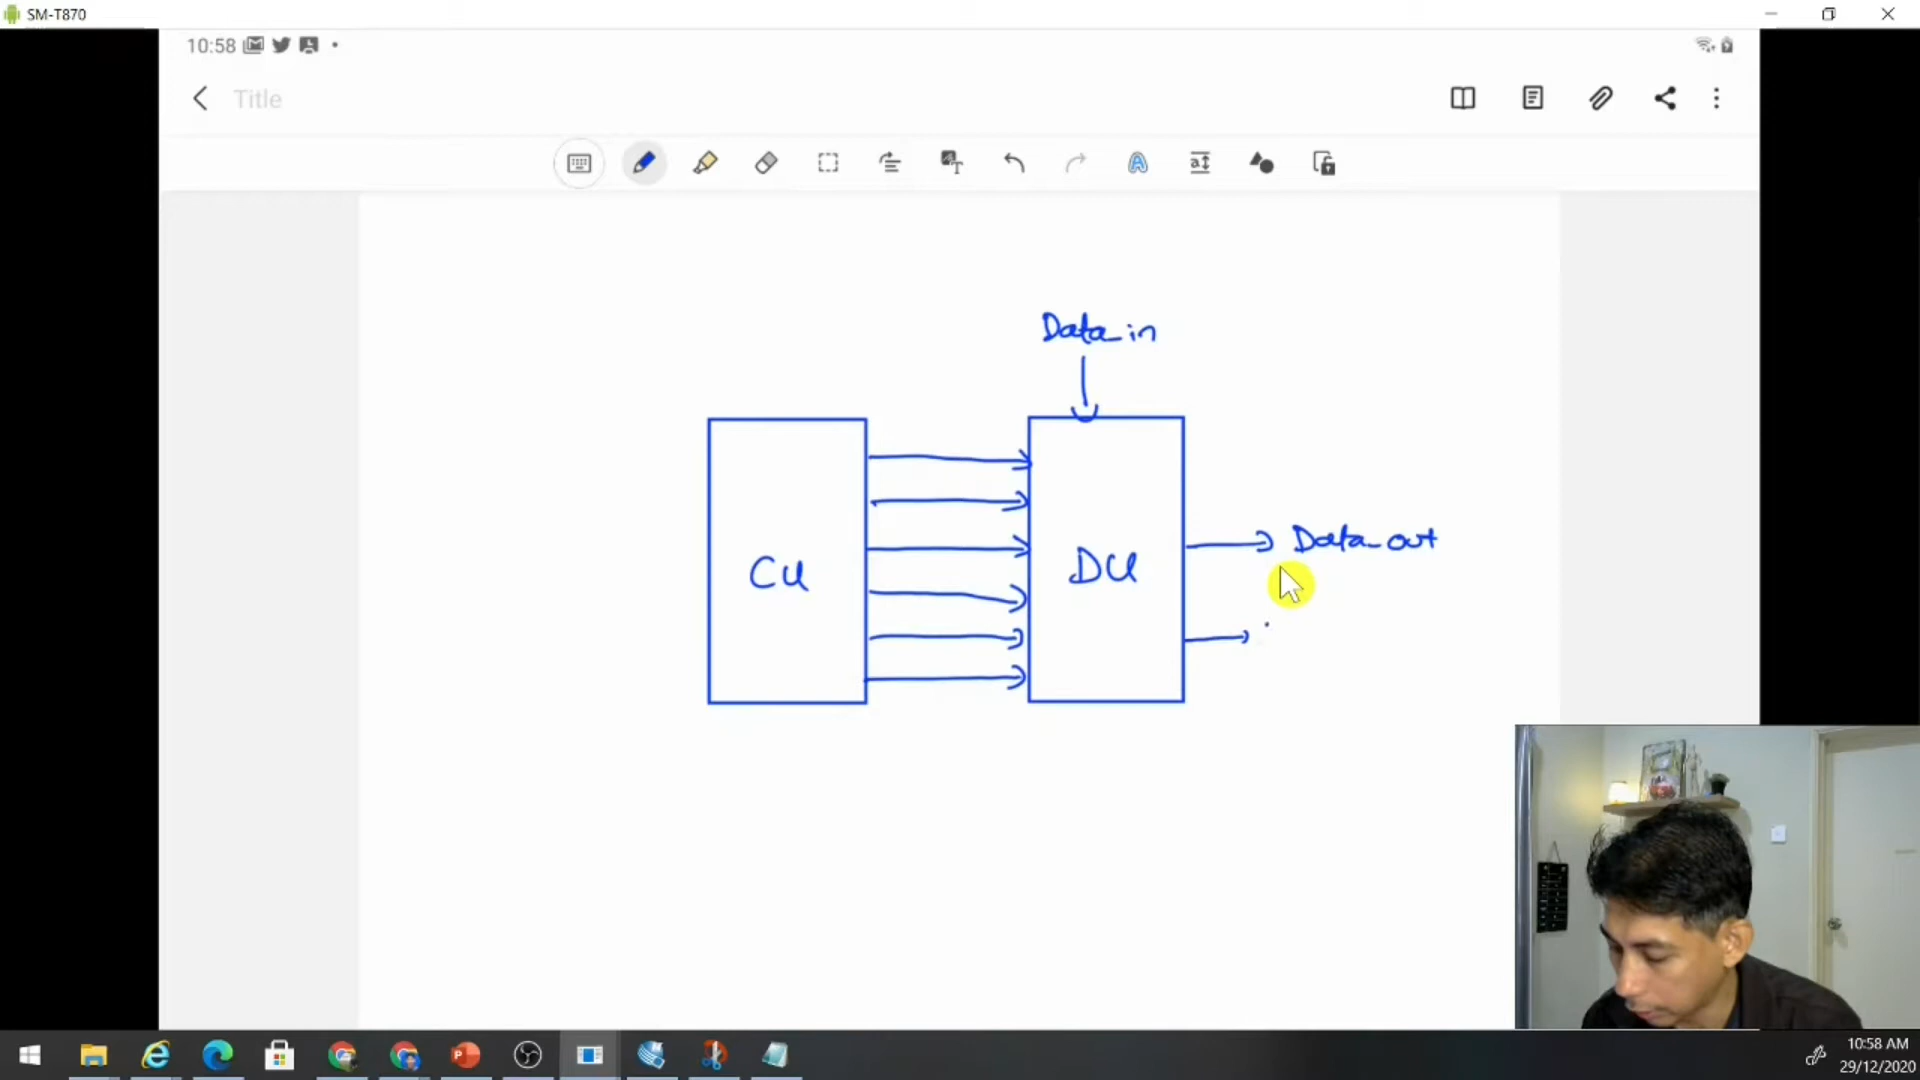 SM-T870
10:58
Title
Data_in
CU
DU
Data_out
10:58 AM
29/12/2020